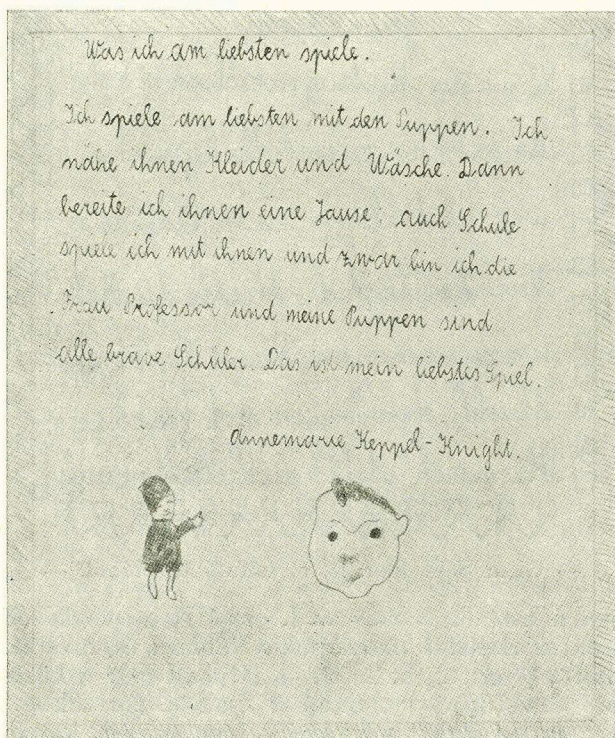 Was ich am liebsten spiele.
Ich spiele am liebsten mit den Puppen. Ich
nähe ihnen Kleider und Wäsche. Dann
bereite ich ihnen eine Jause; auch Schule
spiele ich mit ihnen und zwar bin ich die
Frau Professor und meine Puppen sind
alle brave Schüler. Das ist mein liebstes Spiel.
Annemarie Keppel-Knight.